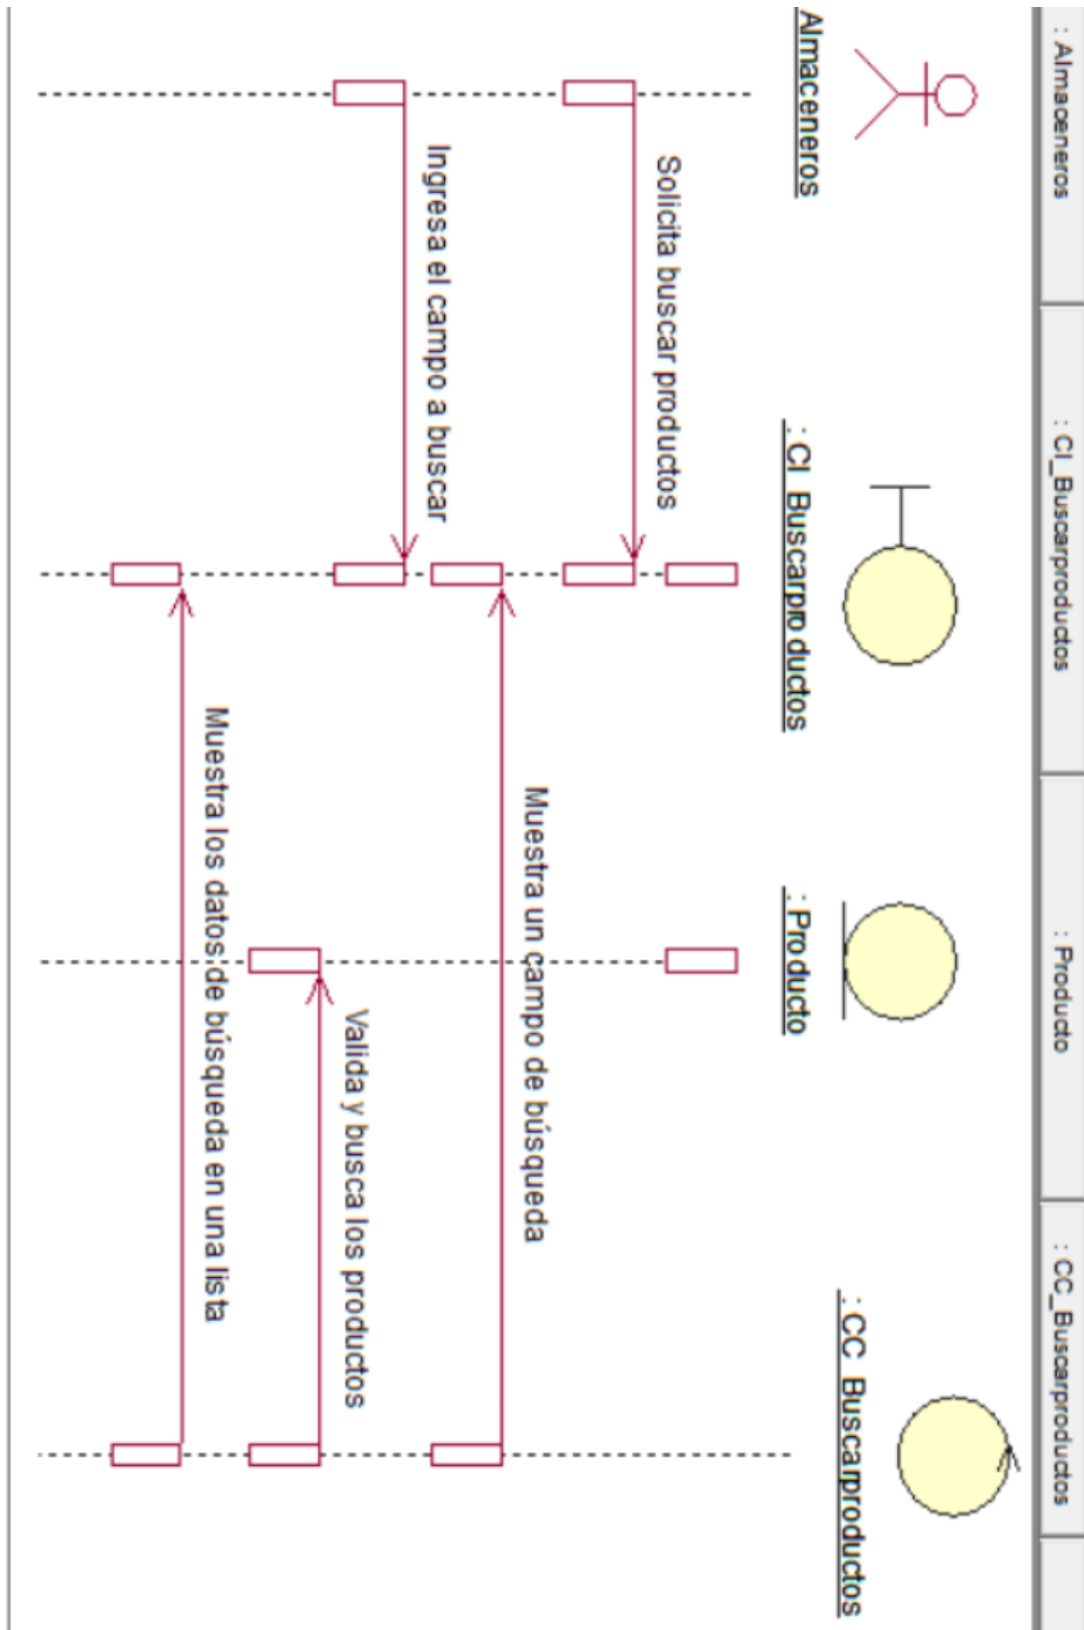 : Almaceneros
: CI_Buscarproductos
: Producto
: CC_Buscarproductos
Almaceneros
: CI_Buscarproductos
: Producto
: CC_Buscarproductos
Solicita buscar productos
Muestra un campo de búsqueda
Ingresa el campo a buscar
Valida y busca los productos
Muestra los datos de búsqueda en una lista